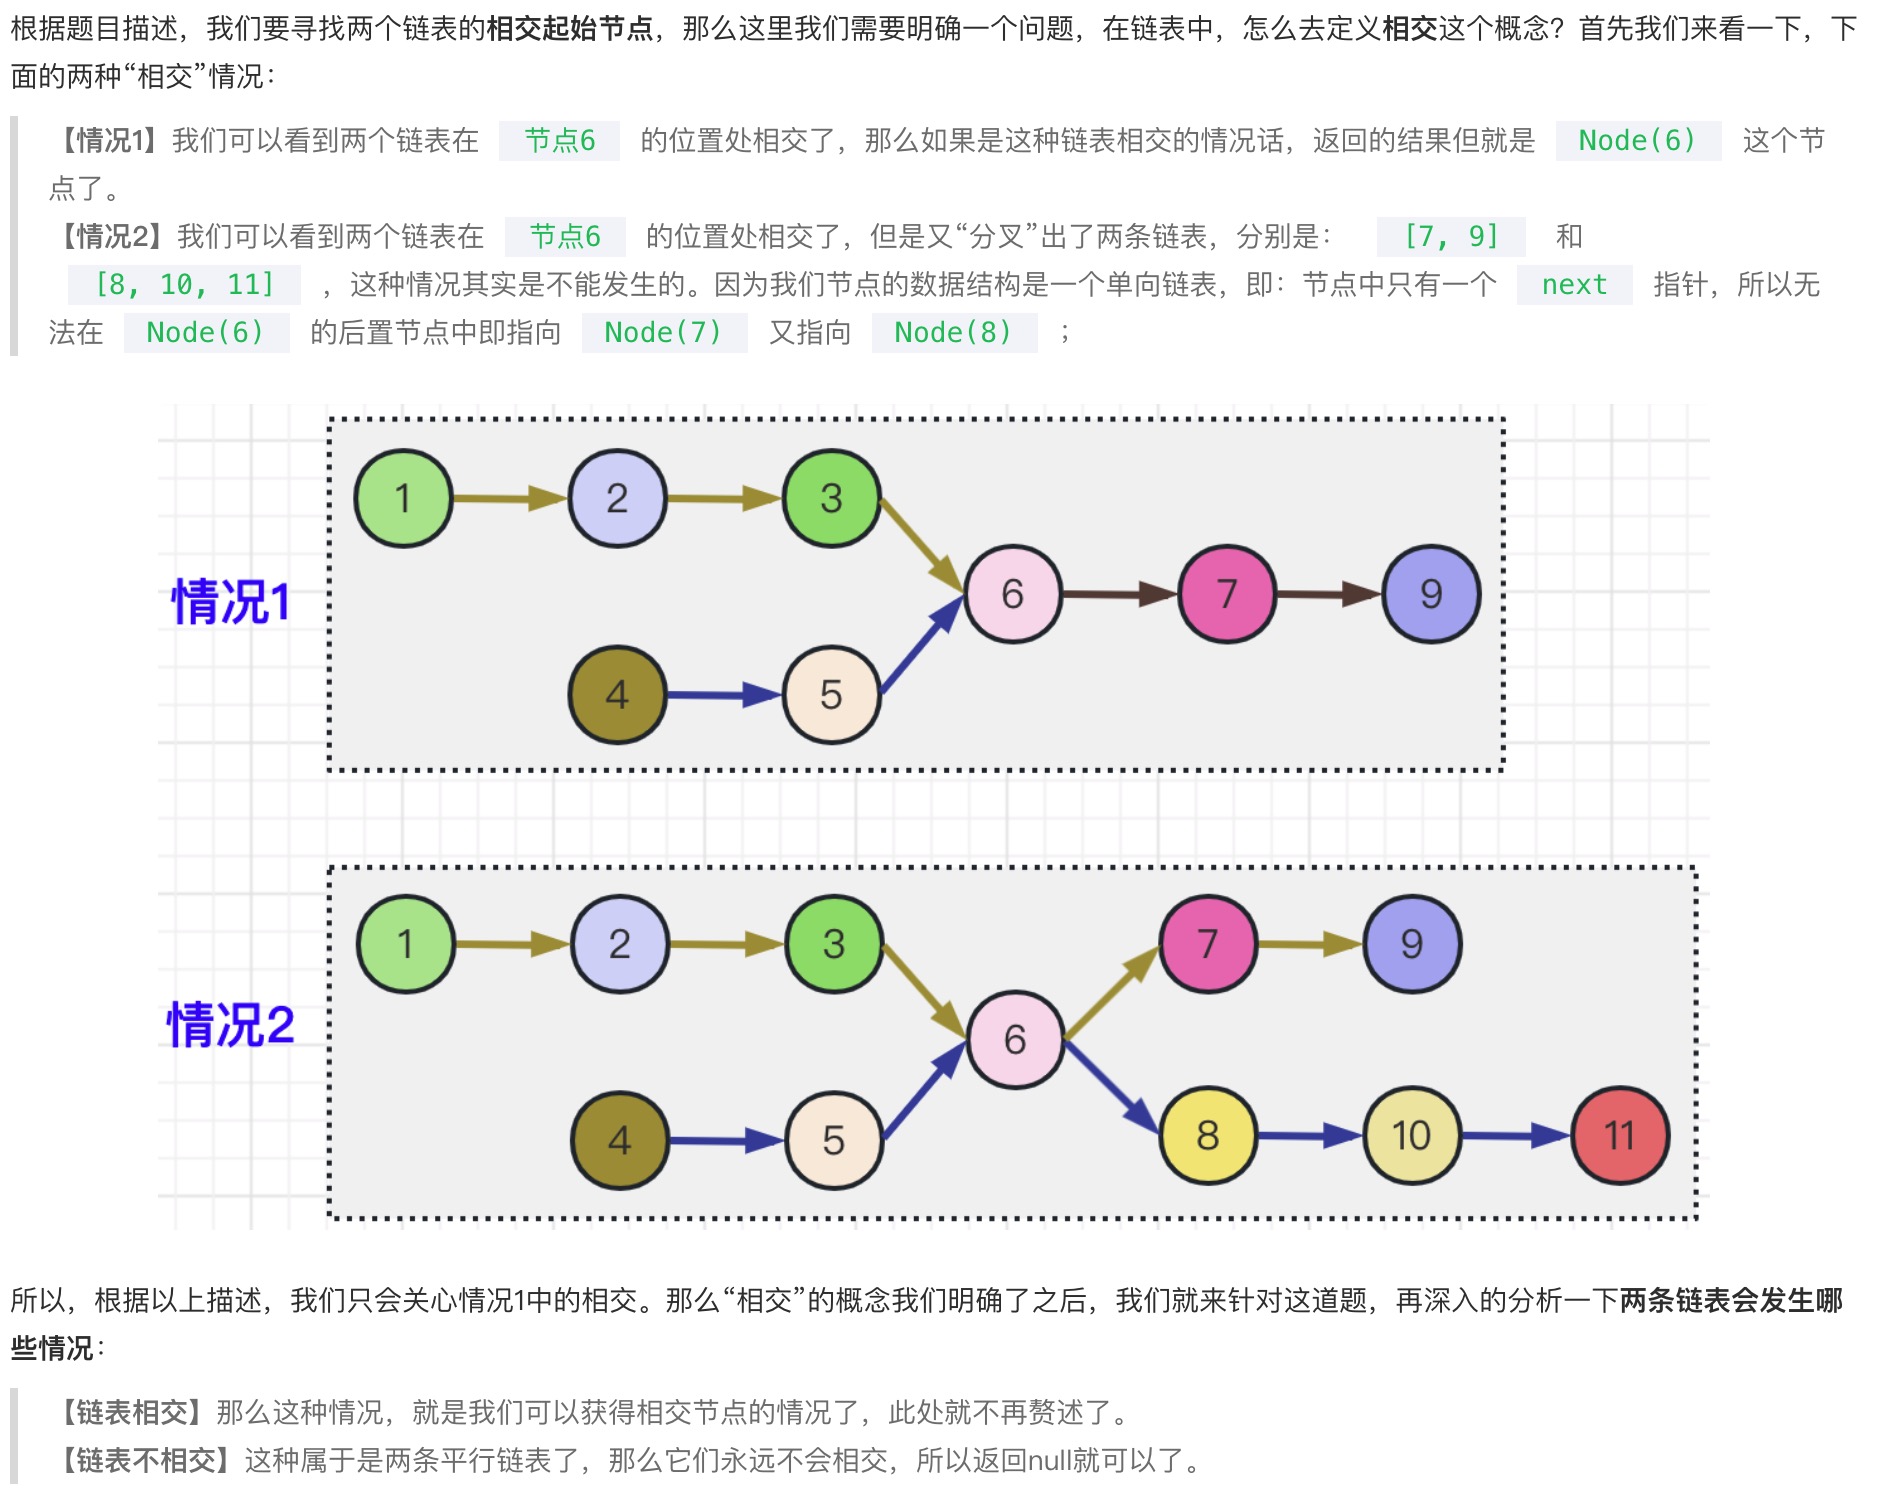 根据题目描述，我们要寻找两个链表的相交起始节点，那么这里我们需要明确一个问题，在链表中，怎么去定义相交这个概念？首先我们来看一下，下
面的两种“相交”情况：
【情况1】我们可以看到两个链表在 节点6 的位置处相交了，那么如果是这种链表相交的情况话，返回的结果但就是 Node(6) 这个节
点了。
【情况2】我们可以看到两个链表在 节点6 的位置处相交了，但是又“分叉”出了两条链表，分别是： [7, 9] 和
[8, 10, 11] ，这种情况其实是不能发生的。因为我们节点的数据结构是一个单向链表，即：节点中只有一个 next 指针，所以无
法在 Node(6) 的后置节点中即指向 Node(7) 又指向 Node(8) ；
1 2 3
情况1
6 7 9
4 5
1 2 3 7 9
情况2
6
4 5 8 10 11
所以，根据以上描述，我们只会关心情况1中的相交。那么“相交”的概念我们明确了之后，我们就来针对这道题，再深入的分析一下两条链表会发生哪
些情况：
【链表相交】那么这种情况，就是我们可以获得相交节点的情况了，此处就不再赘述了。
【链表不相交】这种属于是两条平行链表了，那么它们永远不会相交，所以返回null就可以了。